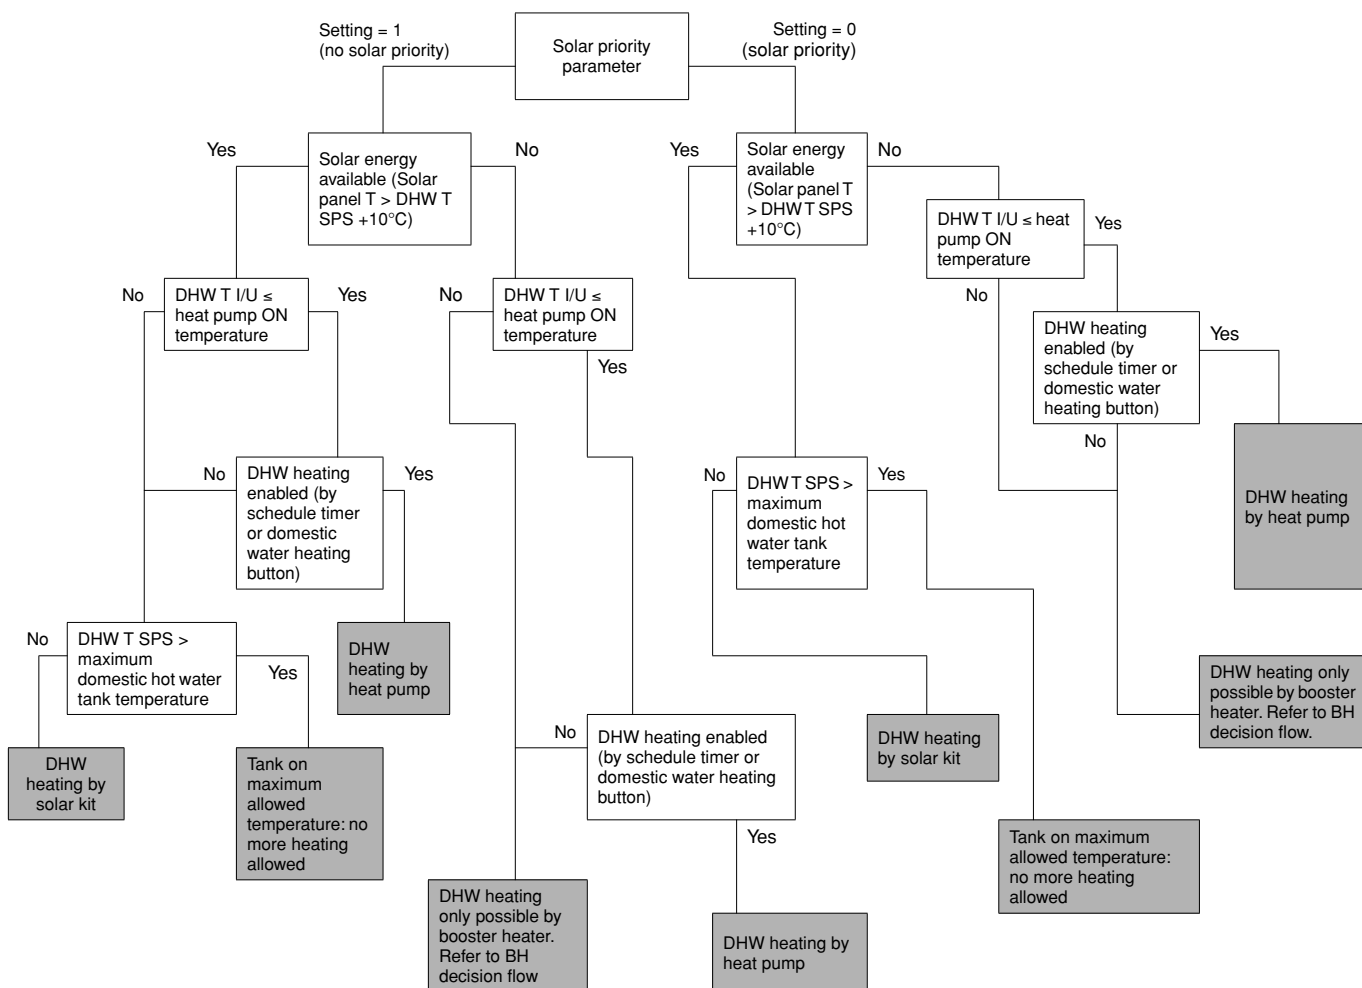 Setting = 1
(no solar priority)
Solar priority
parameter
Setting = 0
(solar priority)
Yes
Solar energy
available (Solar
panel T > DHW T
SPS +10°C)
No
Yes
Solar energy
available
(Solar panel T
> DHW T SPS
+10°C)
No
DHW T I/U ≤ heat
pump ON
temperature
Yes
No
No
DHW T I/U ≤
heat pump ON
temperature
Yes
No
DHW T I/U ≤
heat pump ON
temperature
Yes
DHW heating
enabled (by
schedule timer or
domestic water
heating button)
Yes
No
No
DHW heating
enabled (by
schedule timer
or domestic
water heating
button)
Yes
No
DHW T SPS >
maximum
domestic hot
water tank
temperature
Yes
DHW heating
by heat pump
No
DHW T SPS >
maximum
domestic hot water
tank temperature
Yes
DHW
heating by
heat pump
DHW heating only
possible by booster
heater. Refer to BH
decision flow.
DHW
heating by
solar kit
Tank on
maximum
allowed
temperature: no
more heating
allowed
No
DHW heating enabled
(by schedule timer or
domestic water heating
button)
Yes
DHW heating
by solar kit
Tank on maximum
allowed temperature:
no more heating
allowed
DHW heating
only possible by
booster heater.
Refer to BH
decision flow
DHW heating by
heat pump